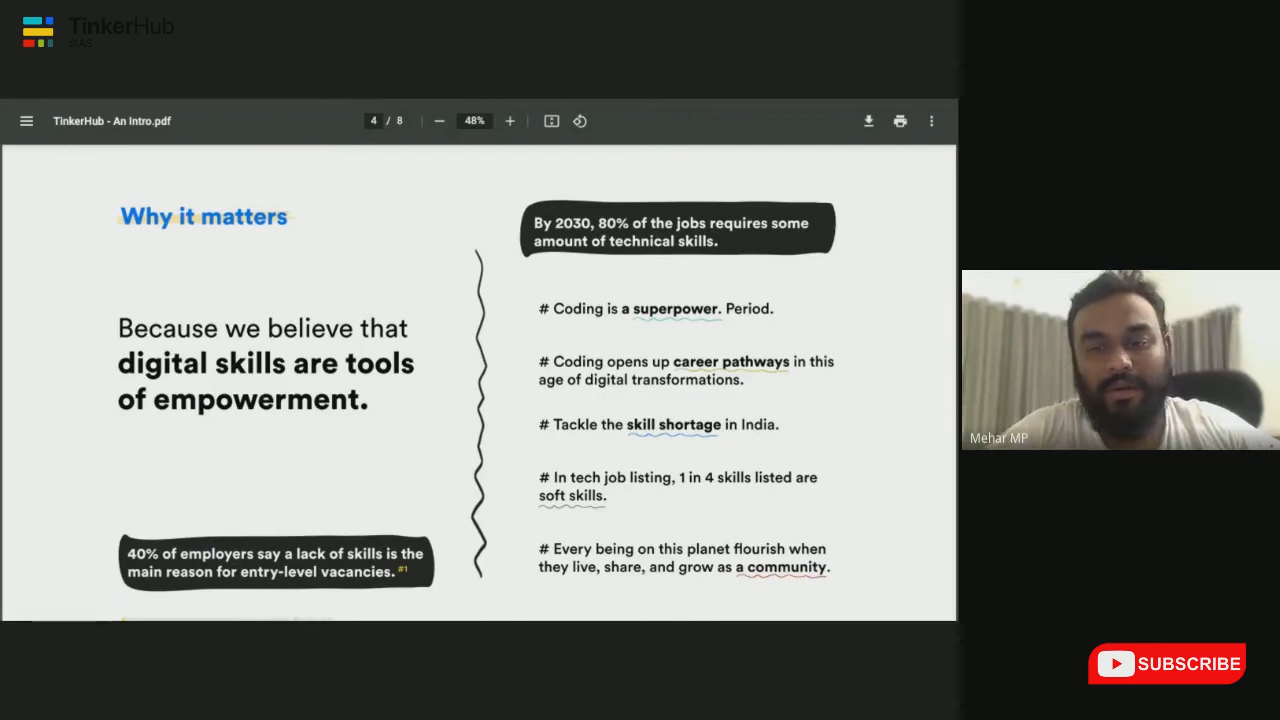 TinkerHub
SIAS
TinkerHub - An Intro.pdf
4 / 8
48%
Why it matters
Because we believe that
digital skills are tools
of empowerment.
40% of employers say a lack of skills is the
main reason for entry-level vacancies. #1
By 2030, 80% of the jobs requires some
amount of technical skills.
# Coding is a superpower. Period.
# Coding opens up career pathways in this
age of digital transformations.
# Tackle the skill shortage in India.
# In tech job listing, 1 in 4 skills listed are
soft skills.
# Every being on this planet flourish when
they live, share, and grow as a community.
Mehar MP
SUBSCRIBE